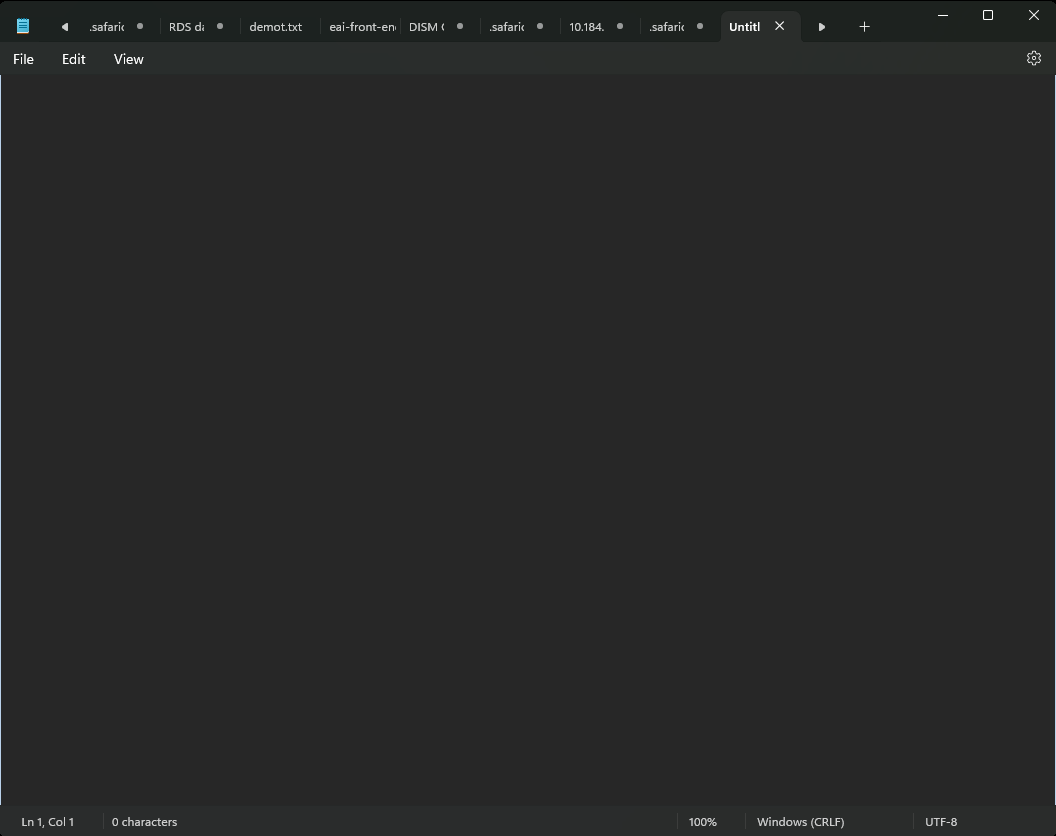 .safaric RDS da demot.txt eai-front-en DISM .safaric 10.184. .safaric Untitl
File Edit View
Ln 1, Col 1 0 characters 100% Windows (CRLF) UTF-8